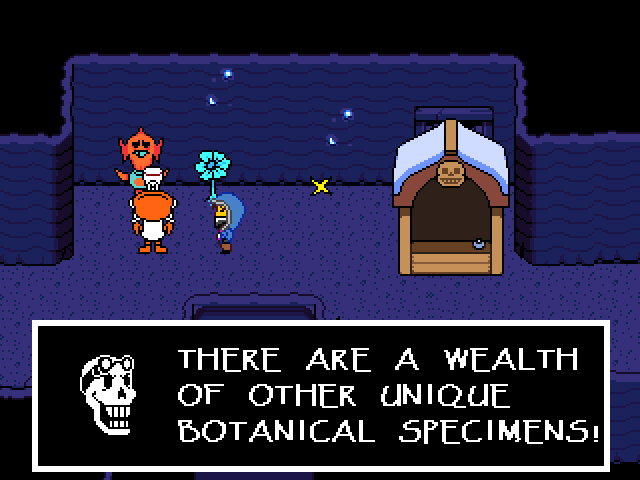 THERE ARE A WEALTH
OF OTHER UNIQUE
BOTANICAL SPECIMENS!